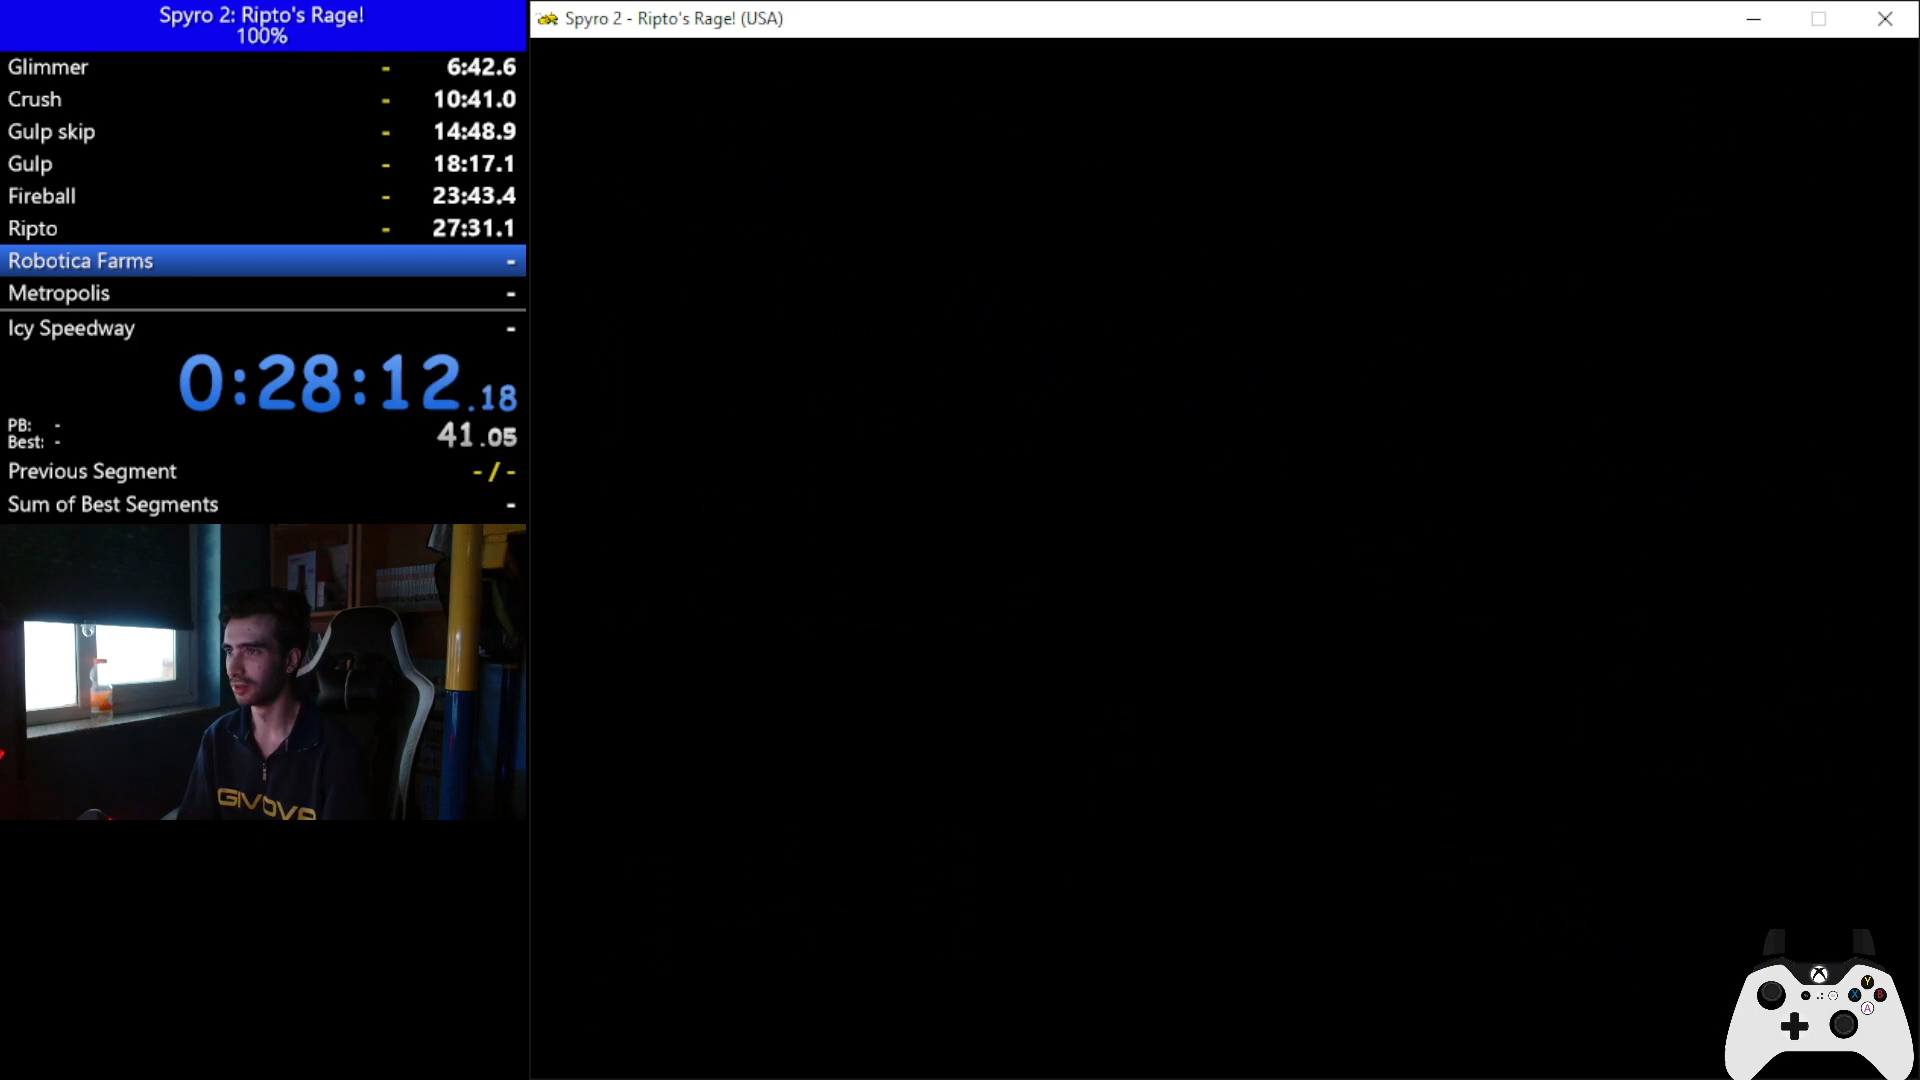 Spyro 2: Ripto's Rage!
100%
Spyro 2 - Ripto's Rage! (USA)
Glimmer - 6:42.6
Crush - 10:41.0
Gulp skip - 14:48.9
Gulp - 18:17.1
Fireball - 23:43.4
Ripto - 27:31.1
Robotica Farms -
Metropolis -
Icy Speedway -
0:28:12.18
PB: -
Best: -
41.05
Previous Segment - / -
Sum of Best Segments -
GIVOVA
Y
X B
A